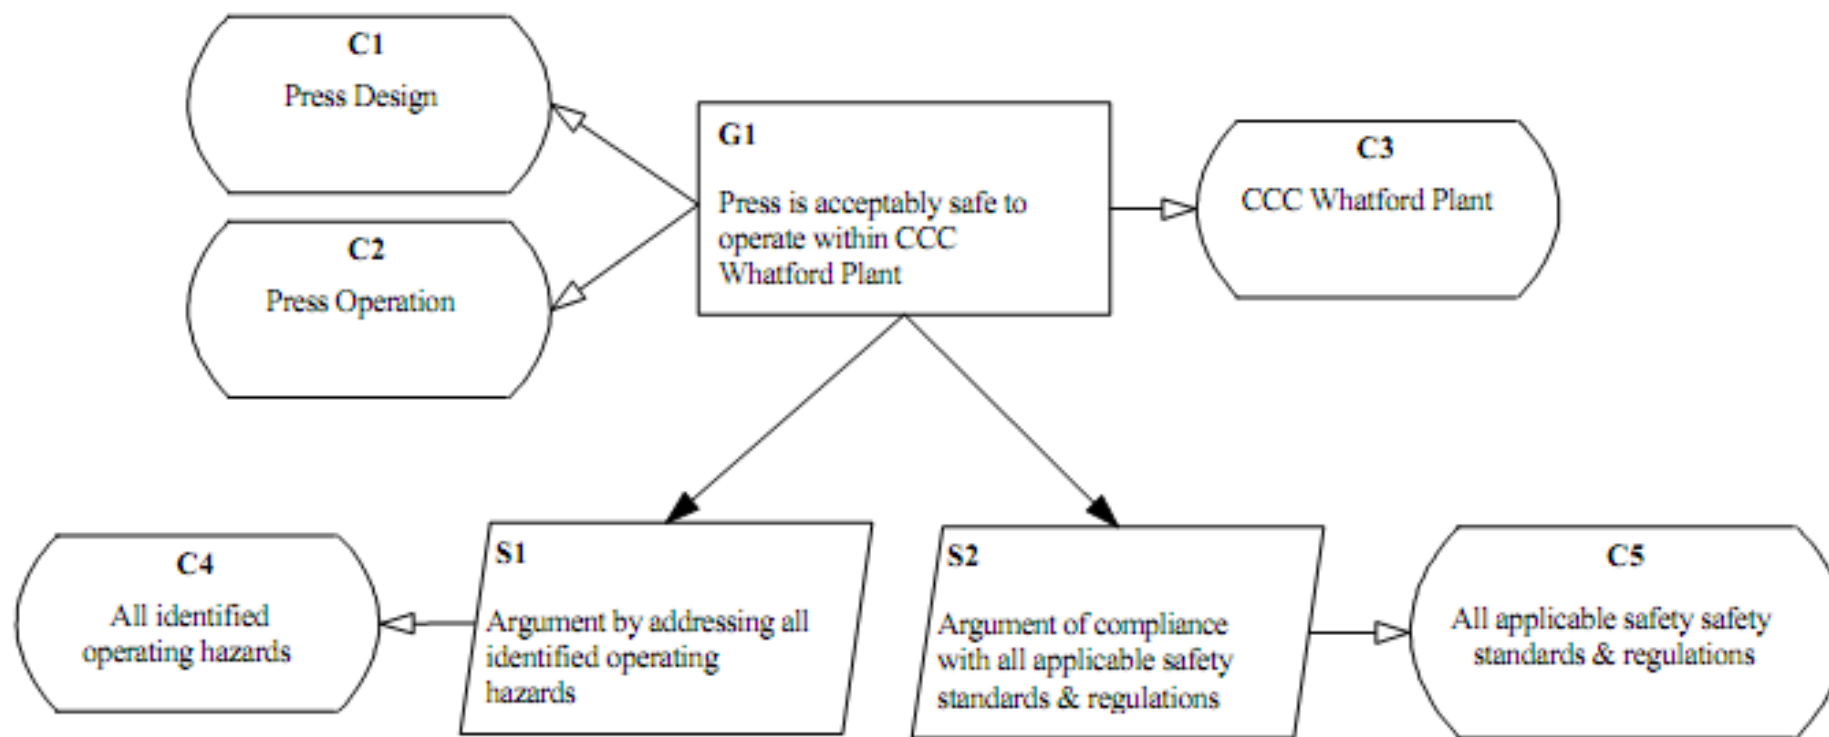 C1
Press Design
G1
Press is acceptably safe to
operate within CCC
Whatford Plant
C3
CCC Whatford Plant
C2
Press Operation
C4
All identified
operating hazards
S1
Argument by addressing all
identified operating
hazards
S2
Argument of compliance
with all applicable safety
standards & regulations
C5
All applicable safety safety
standards & regulations